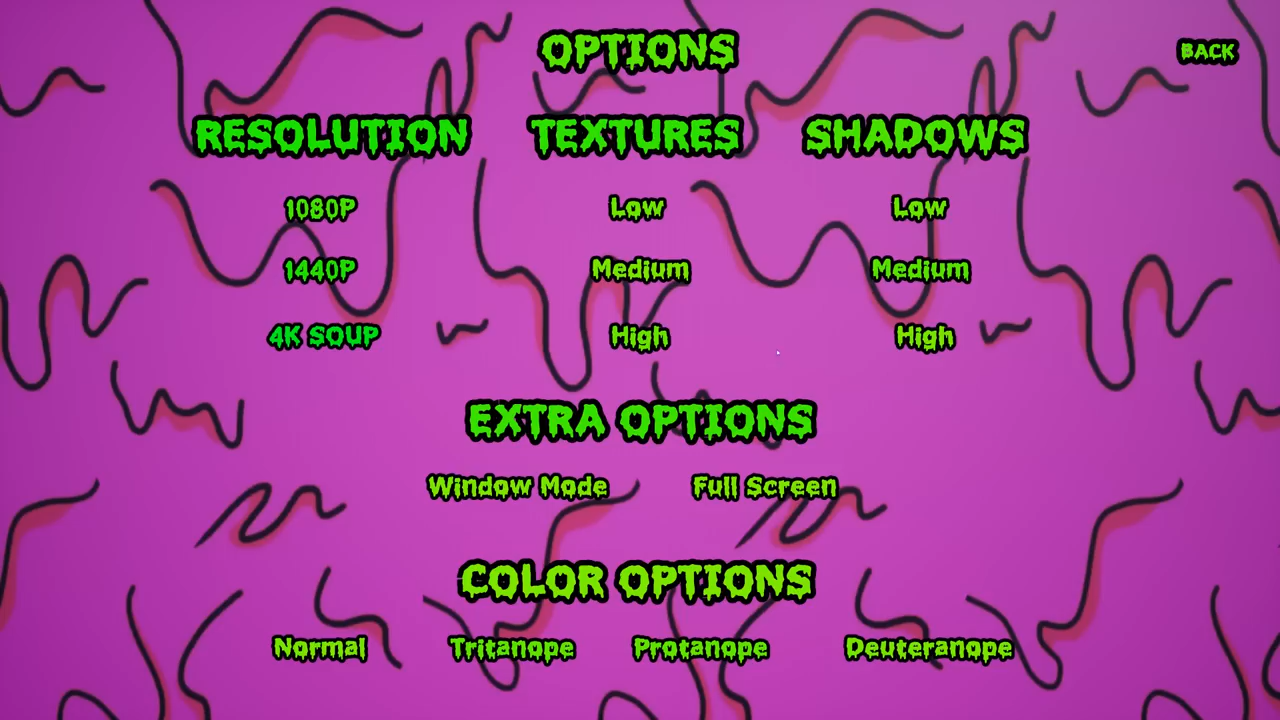 OPTIONS
BACK
RESOLUTION TEXTURES SHADOWS
1080P Low Low
1440P Medium Medium
4K SOUP High High
EXTRA OPTIONS
Window Mode Full Screen
COLOR OPTIONS
Normal Tritanope Protanope Deuteranope